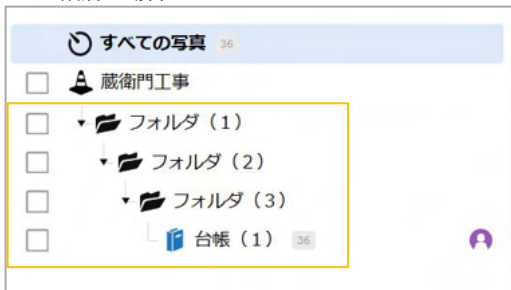 すべての写真 36
蔵衛門工事
フォルダ（1）
フォルダ（2）
フォルダ（3）
台帳（1） 36